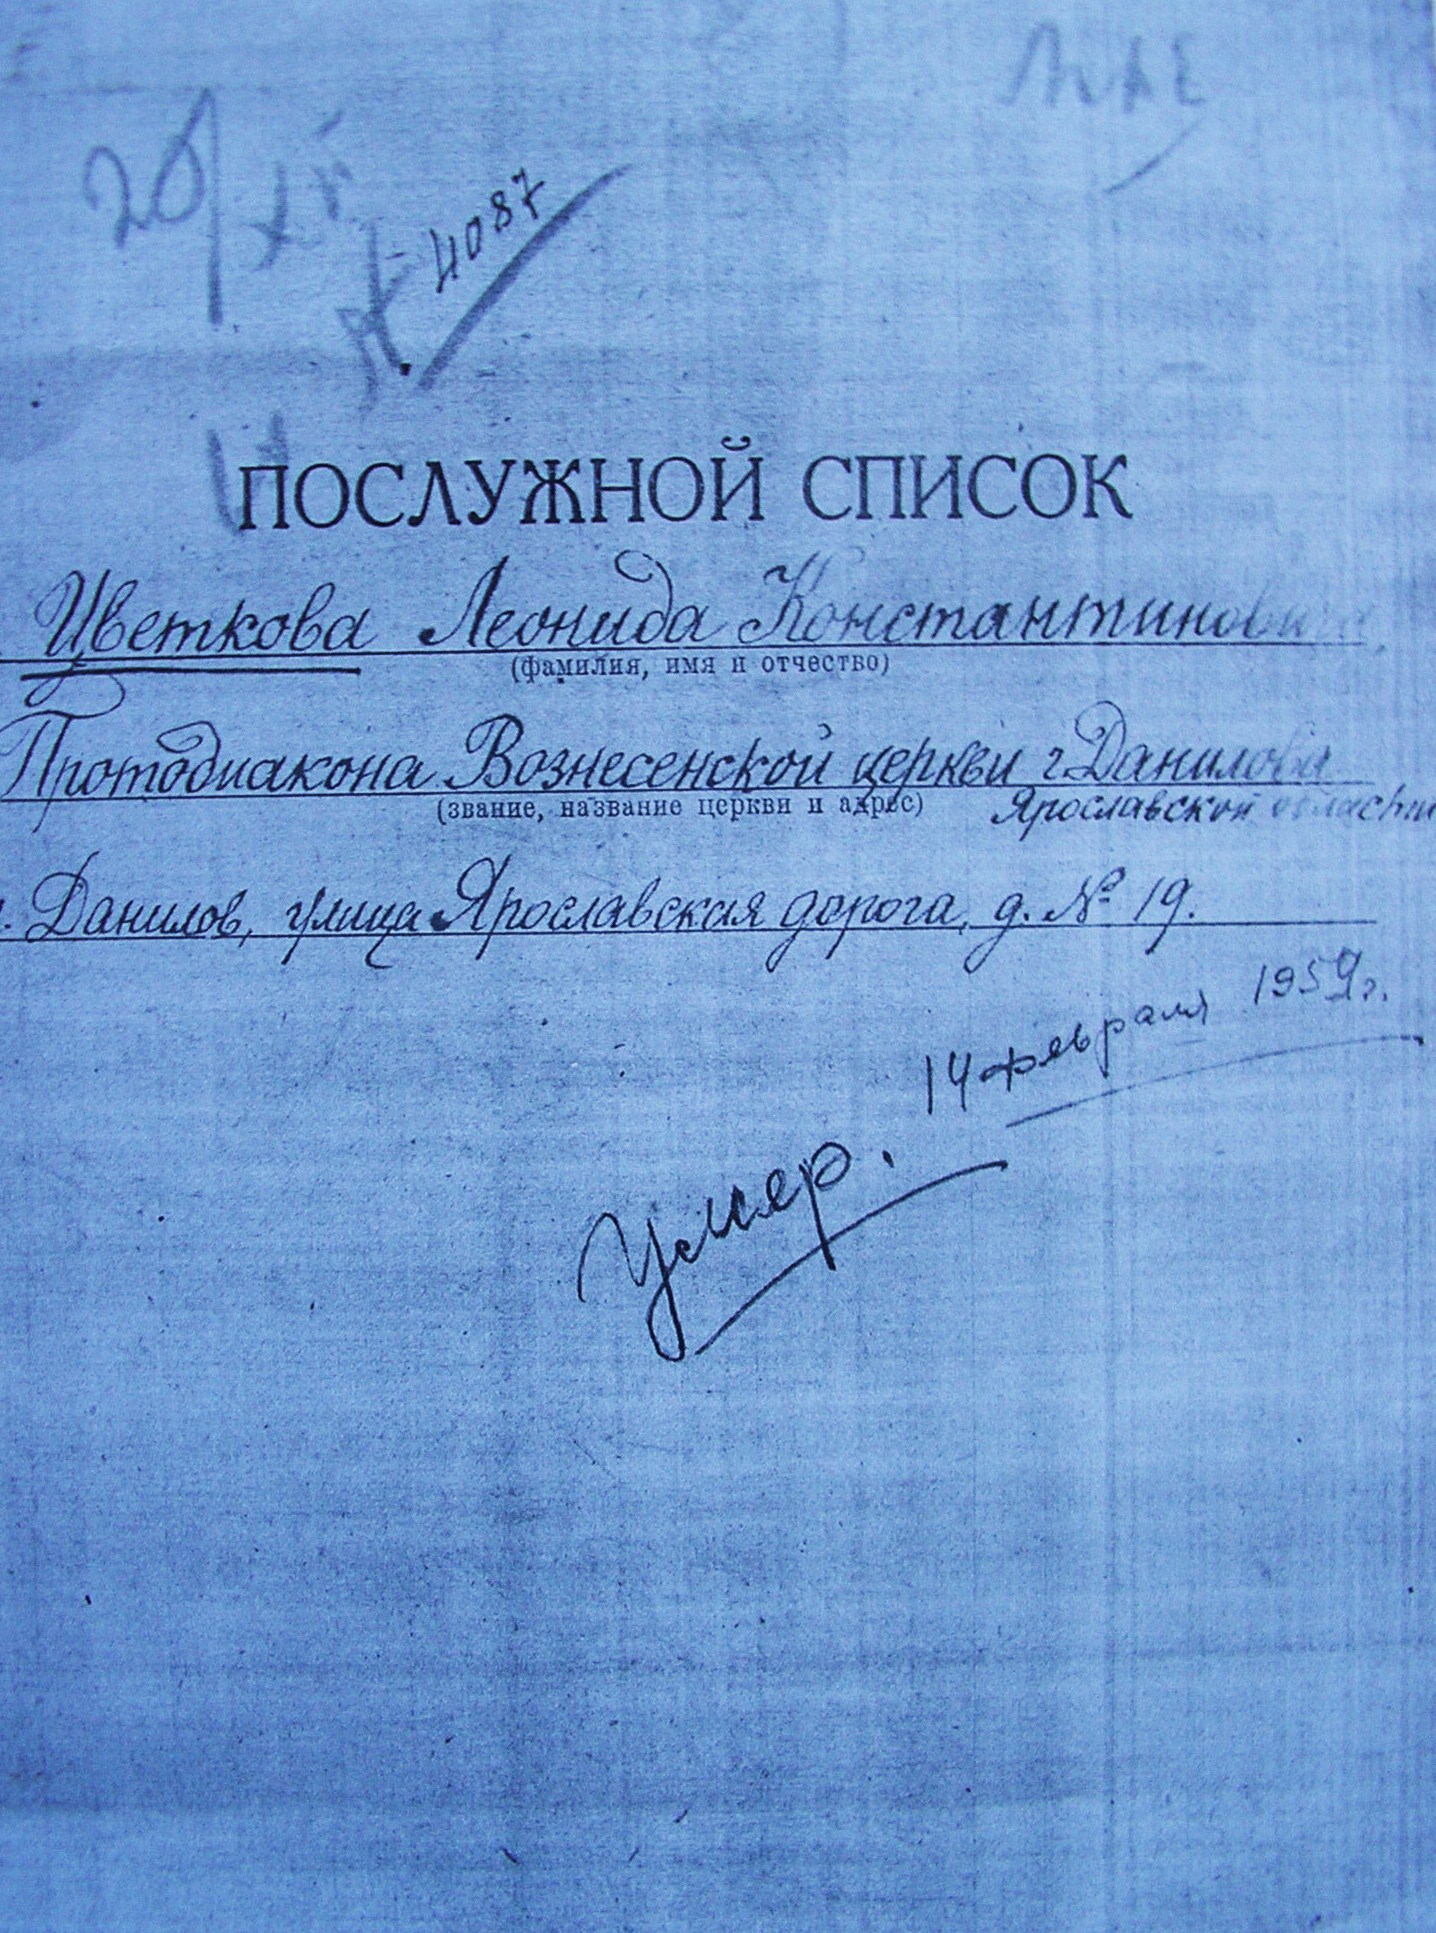 4087
ПОСЛУЖНОЙ СПИСОК
Цветкова Леонида Константиновича
(фамилия, имя и отчество)
Протодиакона Вознесенской церкви г. Данилова
(звание, название церкви и адрес) Ярославской области
г. Данилов, улица Ярославская дорога, д. № 19.
14 февраля 1959 г.
Умер.